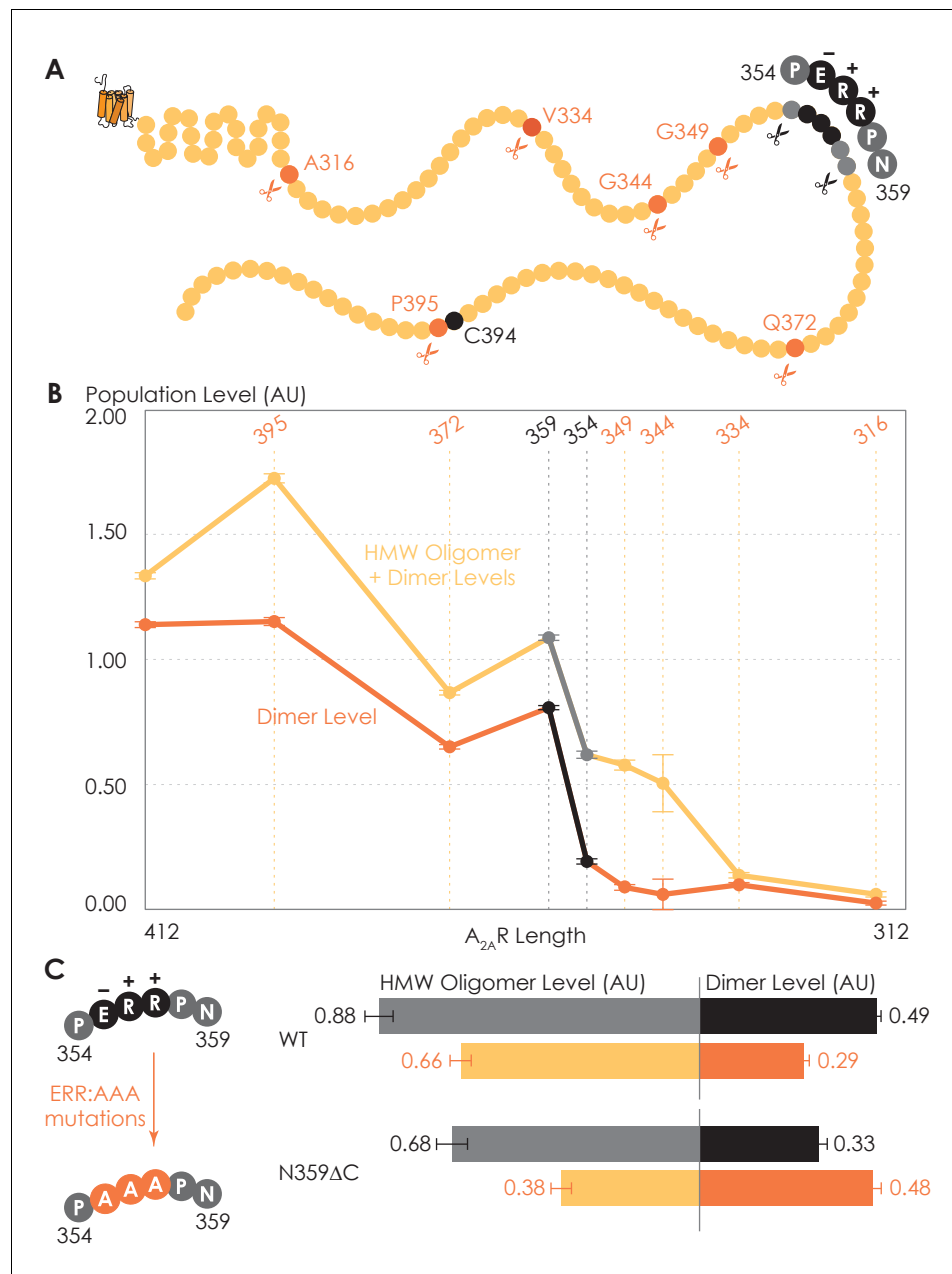 A
354 P E R R P N 359
− + +
A316
V334
G344
G349
P395
C394
Q372
B Population Level (AU)
2.00
1.50
1.00
0.50
0.00
395
372
359
354
349
344
334
316
HMW Oligomer
+ Dimer Levels
Dimer Level
412
A2AR Length
312
C
− + +
P E R R P N
354
359
ERR:AAA
mutations
P A A A P N
354
359
HMW Oligomer Level (AU)
Dimer Level (AU)
WT
0.88
0.49
0.66
0.29
N359ΔC
0.68
0.33
0.38
0.48